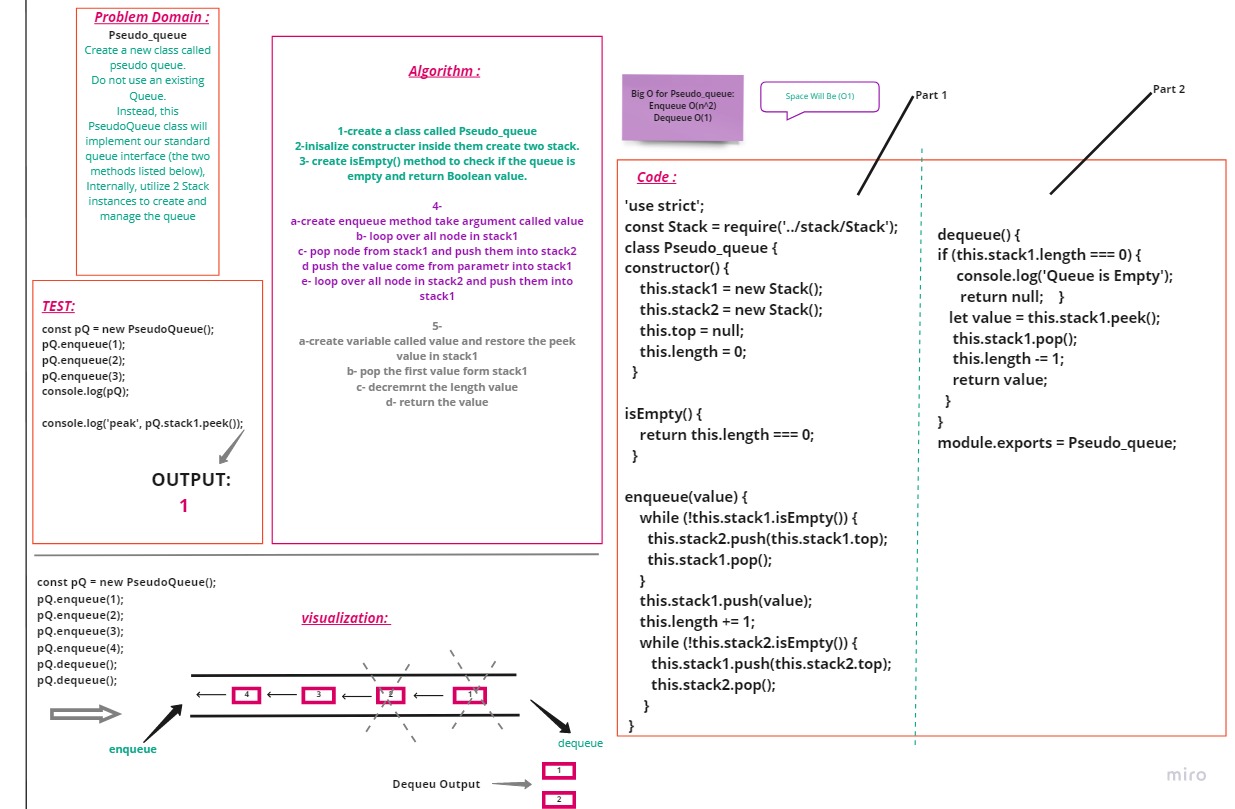 Problem Domain :
Pseudo_queue
Create a new class called
pseudo queue.
Do not use an existing
Queue.
Instead, this
PseudoQueue class will
implement our standard
queue interface (the two
methods listed below),
Internally, utilize 2 Stack
instances to create and
manage the queue
TEST:
const pQ = new PseudoQueue();
pQ.enqueue(1);
pQ.enqueue(2);
pQ.enqueue(3);
console.log(pQ);
console.log('peak', pQ.stack1.peek());
OUTPUT:
1
Algorithm :
1-create a class called Pseudo_queue
2-inisalize constructer inside them create two stack.
3- create isEmpty() method to check if the queue is
empty and return Boolean value.
4-
a-create enqueue method take argument called value
b- loop over all node in stack1
c- pop node from stack1 and push them into stack2
d push the value come from parametr into stack1
e- loop over all node in stack2 and push them into
stack1
5-
a-create variable called value and restore the peek
value in stack1
b- pop the first value form stack1
c- decremrnt the length value
d- return the value
Big O for Pseudo_queue:
Enqueue O(n^2)
Dequeue O(1)
Space Will Be (O1)
Part 1
Part 2
Code :
'use strict';
const Stack = require('../stack/Stack');
class Pseudo_queue {
constructor() {
this.stack1 = new Stack();
this.stack2 = new Stack();
this.top = null;
this.length = 0;
}
isEmpty() {
return this.length === 0;
}
enqueue(value) {
while (!this.stack1.isEmpty()) {
this.stack2.push(this.stack1.top);
this.stack1.pop();
}
this.stack1.push(value);
this.length += 1;
while (!this.stack2.isEmpty()) {
this.stack1.push(this.stack2.top);
this.stack2.pop();
}
}
dequeue() {
if (this.stack1.length === 0) {
console.log('Queue is Empty');
return null; }
let value = this.stack1.peek();
this.stack1.pop();
this.length -= 1;
return value;
}
}
module.exports = Pseudo_queue;
const pQ = new PseudoQueue();
pQ.enqueue(1);
pQ.enqueue(2);
pQ.enqueue(3);
pQ.enqueue(4);
pQ.dequeue();
pQ.dequeue();
visualization:
4 3 2 1
enqueue
dequeue
Dequeu Output
1
2
miro